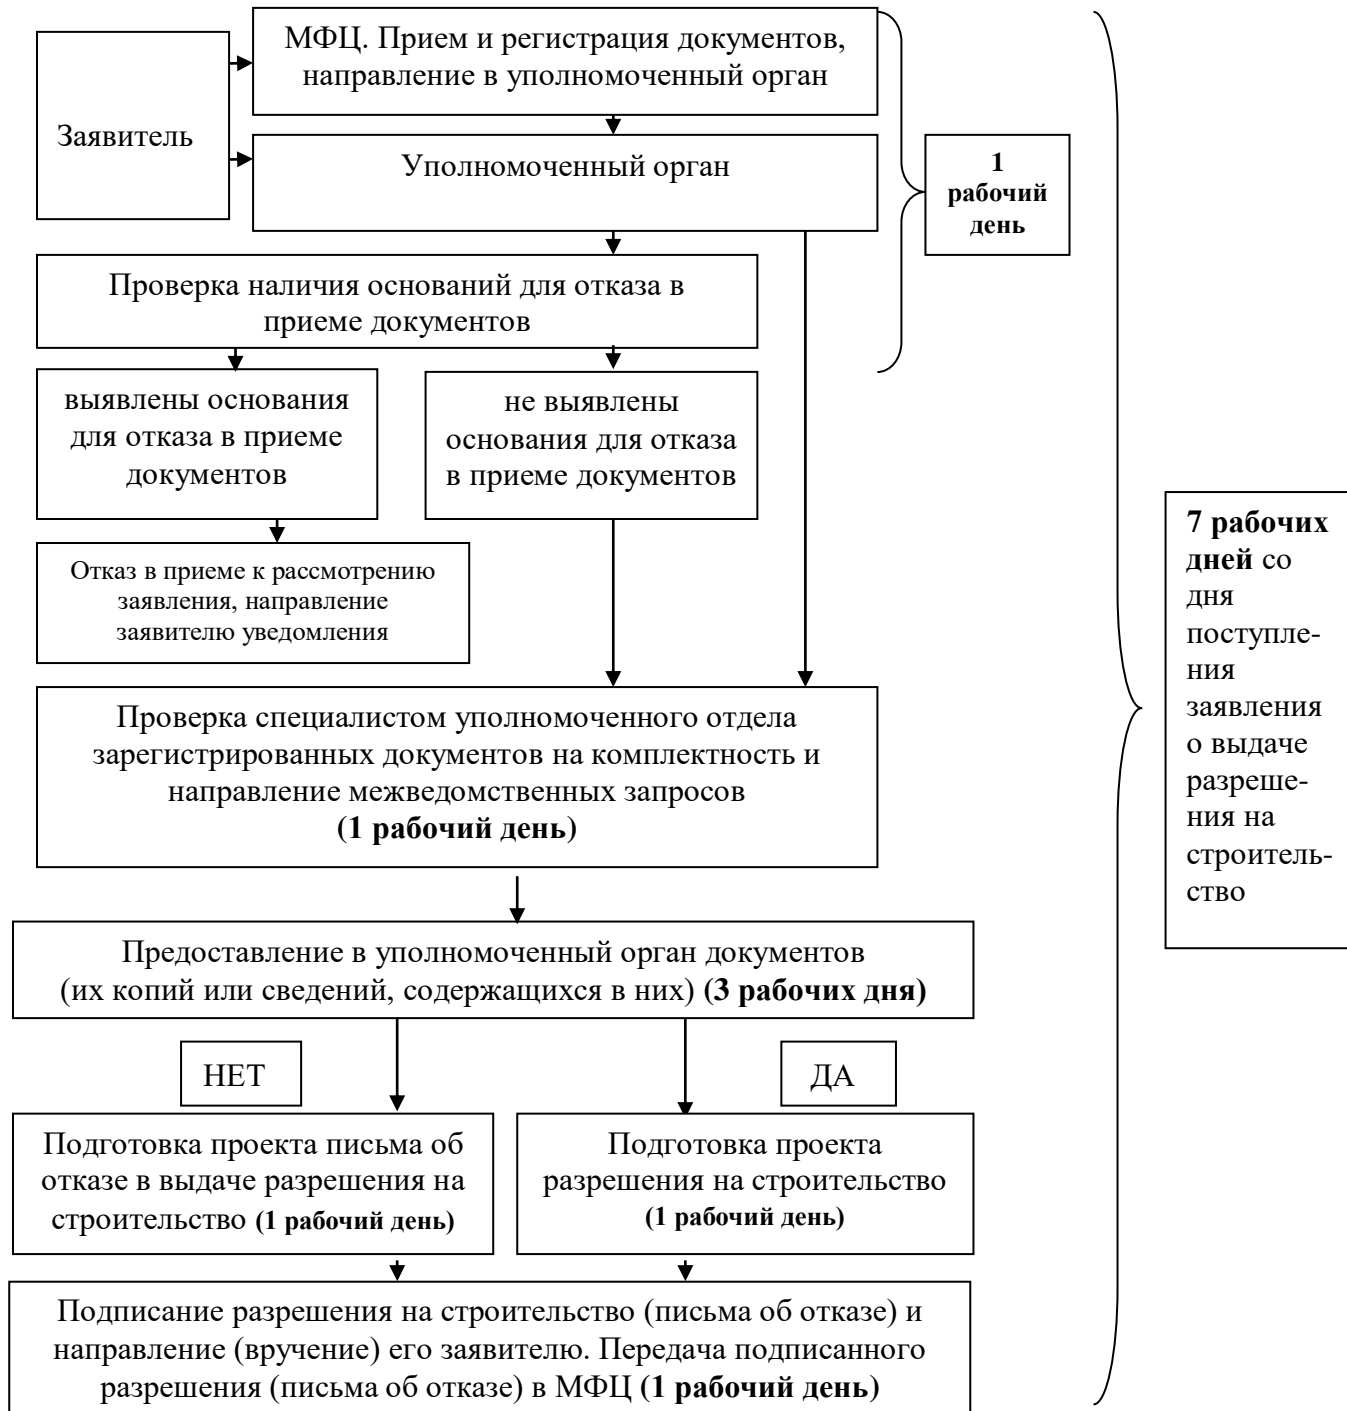 МФЦ. Прием и регистрация документов,
направление в уполномоченный орган
Заявитель
Уполномоченный орган
1
рабочий
день
Проверка наличия оснований для отказа в
приеме документов
выявлены основания
для отказа в приеме
документов
не выявлены
основания для отказа
в приеме документов
Отказ в приеме к рассмотрению
заявления, направление
заявителю уведомления
7 рабочих
дней со
дня
поступле-
ния
заявления
о выдаче
разреше-
ния на
строитель-
ство
Проверка специалистом уполномоченного отдела
зарегистрированных документов на комплектность и
направление межведомственных запросов
(1 рабочий день)
Предоставление в уполномоченный орган документов
(их копий или сведений, содержащихся в них) (3 рабочих дня)
НЕТ
ДА
Подготовка проекта письма об
отказе в выдаче разрешения на
строительство (1 рабочий день)
Подготовка проекта
разрешения на строительство
(1 рабочий день)
Подписание разрешения на строительство (письма об отказе) и
направление (вручение) его заявителю. Передача подписанного
разрешения (письма об отказе) в МФЦ (1 рабочий день)